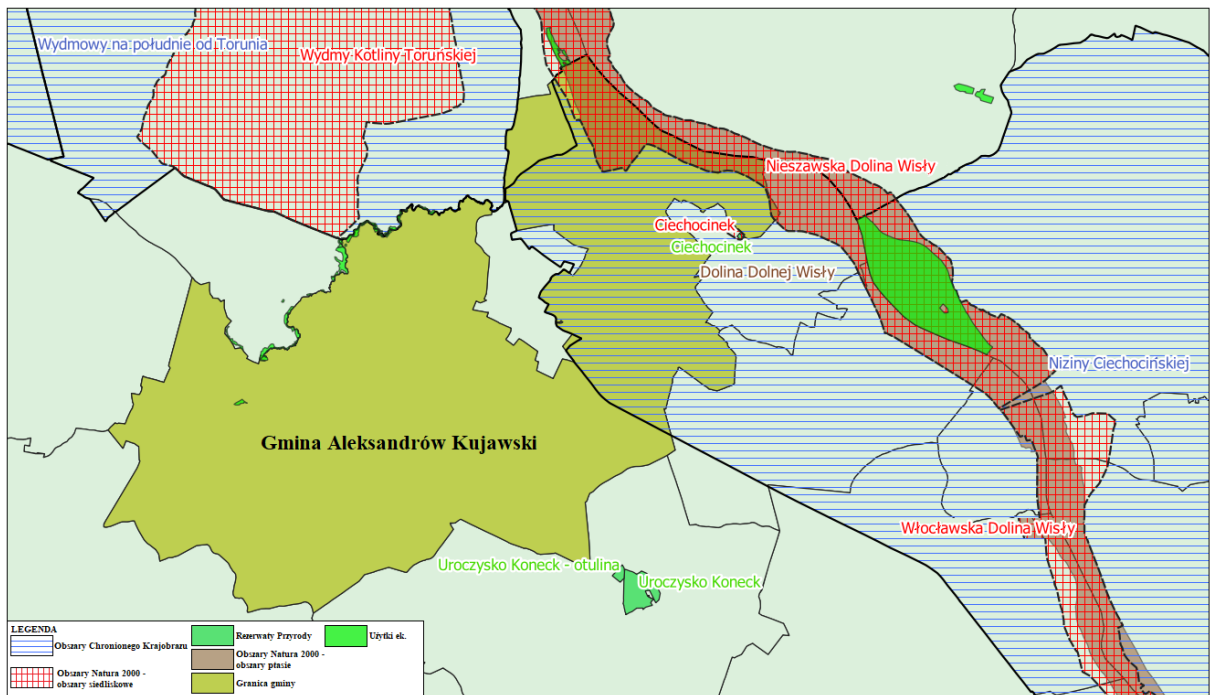 Wydmowy na południe od Torunia
Wydmy Kotliny Toruńskiej
Nieszawska Dolina Wisły
Ciechocinek
Ciechocinek
Dolina Dolnej Wisły
Niziny Ciechocińskiej
Gmina Aleksandrów Kujawski
Włocławska Dolina Wisły
Uroczysko Koneck - otulina
Uroczysko Koneck
LEGENDA
Obszary Chronionego Krajobrazu
Obszary Natura 2000 -
obszary siedliskowe
Rezerwaty Przyrody
Obszary Natura 2000 -
obszary ptasie
Granica gminy
Użytki ek.